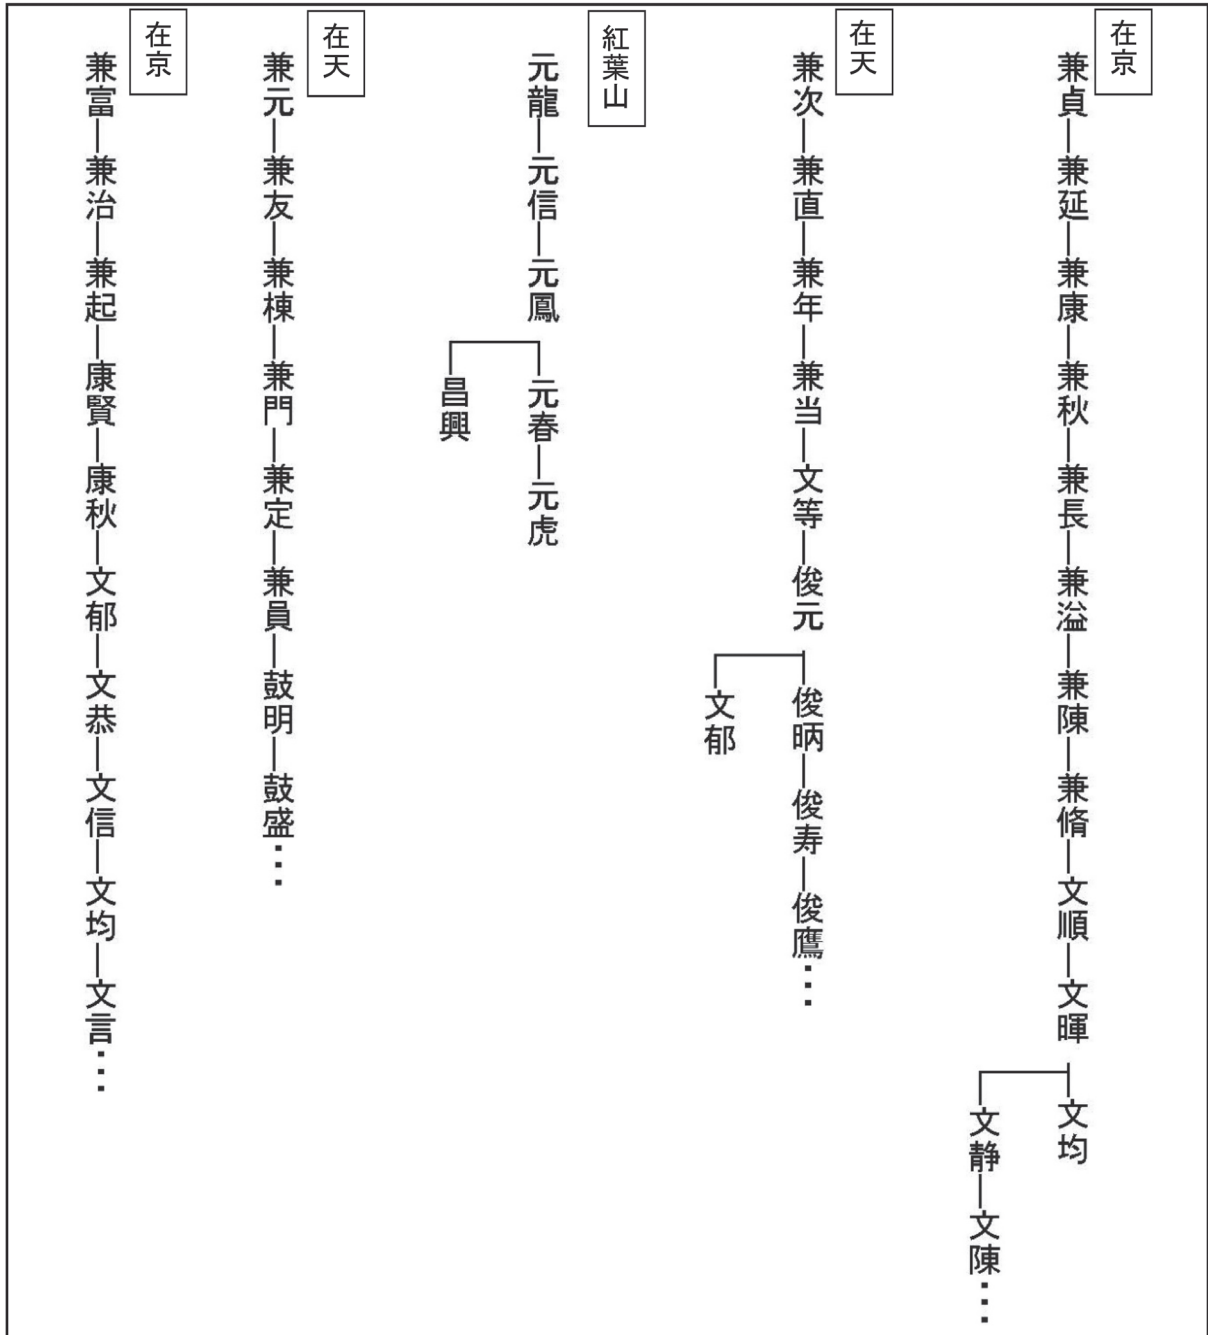 在京
兼貞―兼延―兼康―兼秋―兼長―兼溢―兼陳―兼脩―文順―文暉
文均
文静―文陳…
在天
兼次―兼直―兼年―兼当―文等―俊元
俊昞―俊寿―俊鷹…
文郁
紅葉山
元龍―元信―元鳳
元春―元虎
昌興
在天
兼元―兼友―兼棟―兼門―兼定―兼員―鼓明―鼓盛…
在京
兼富―兼治―兼起―康賢―康秋―文郁―文恭―文信―文均―文言…